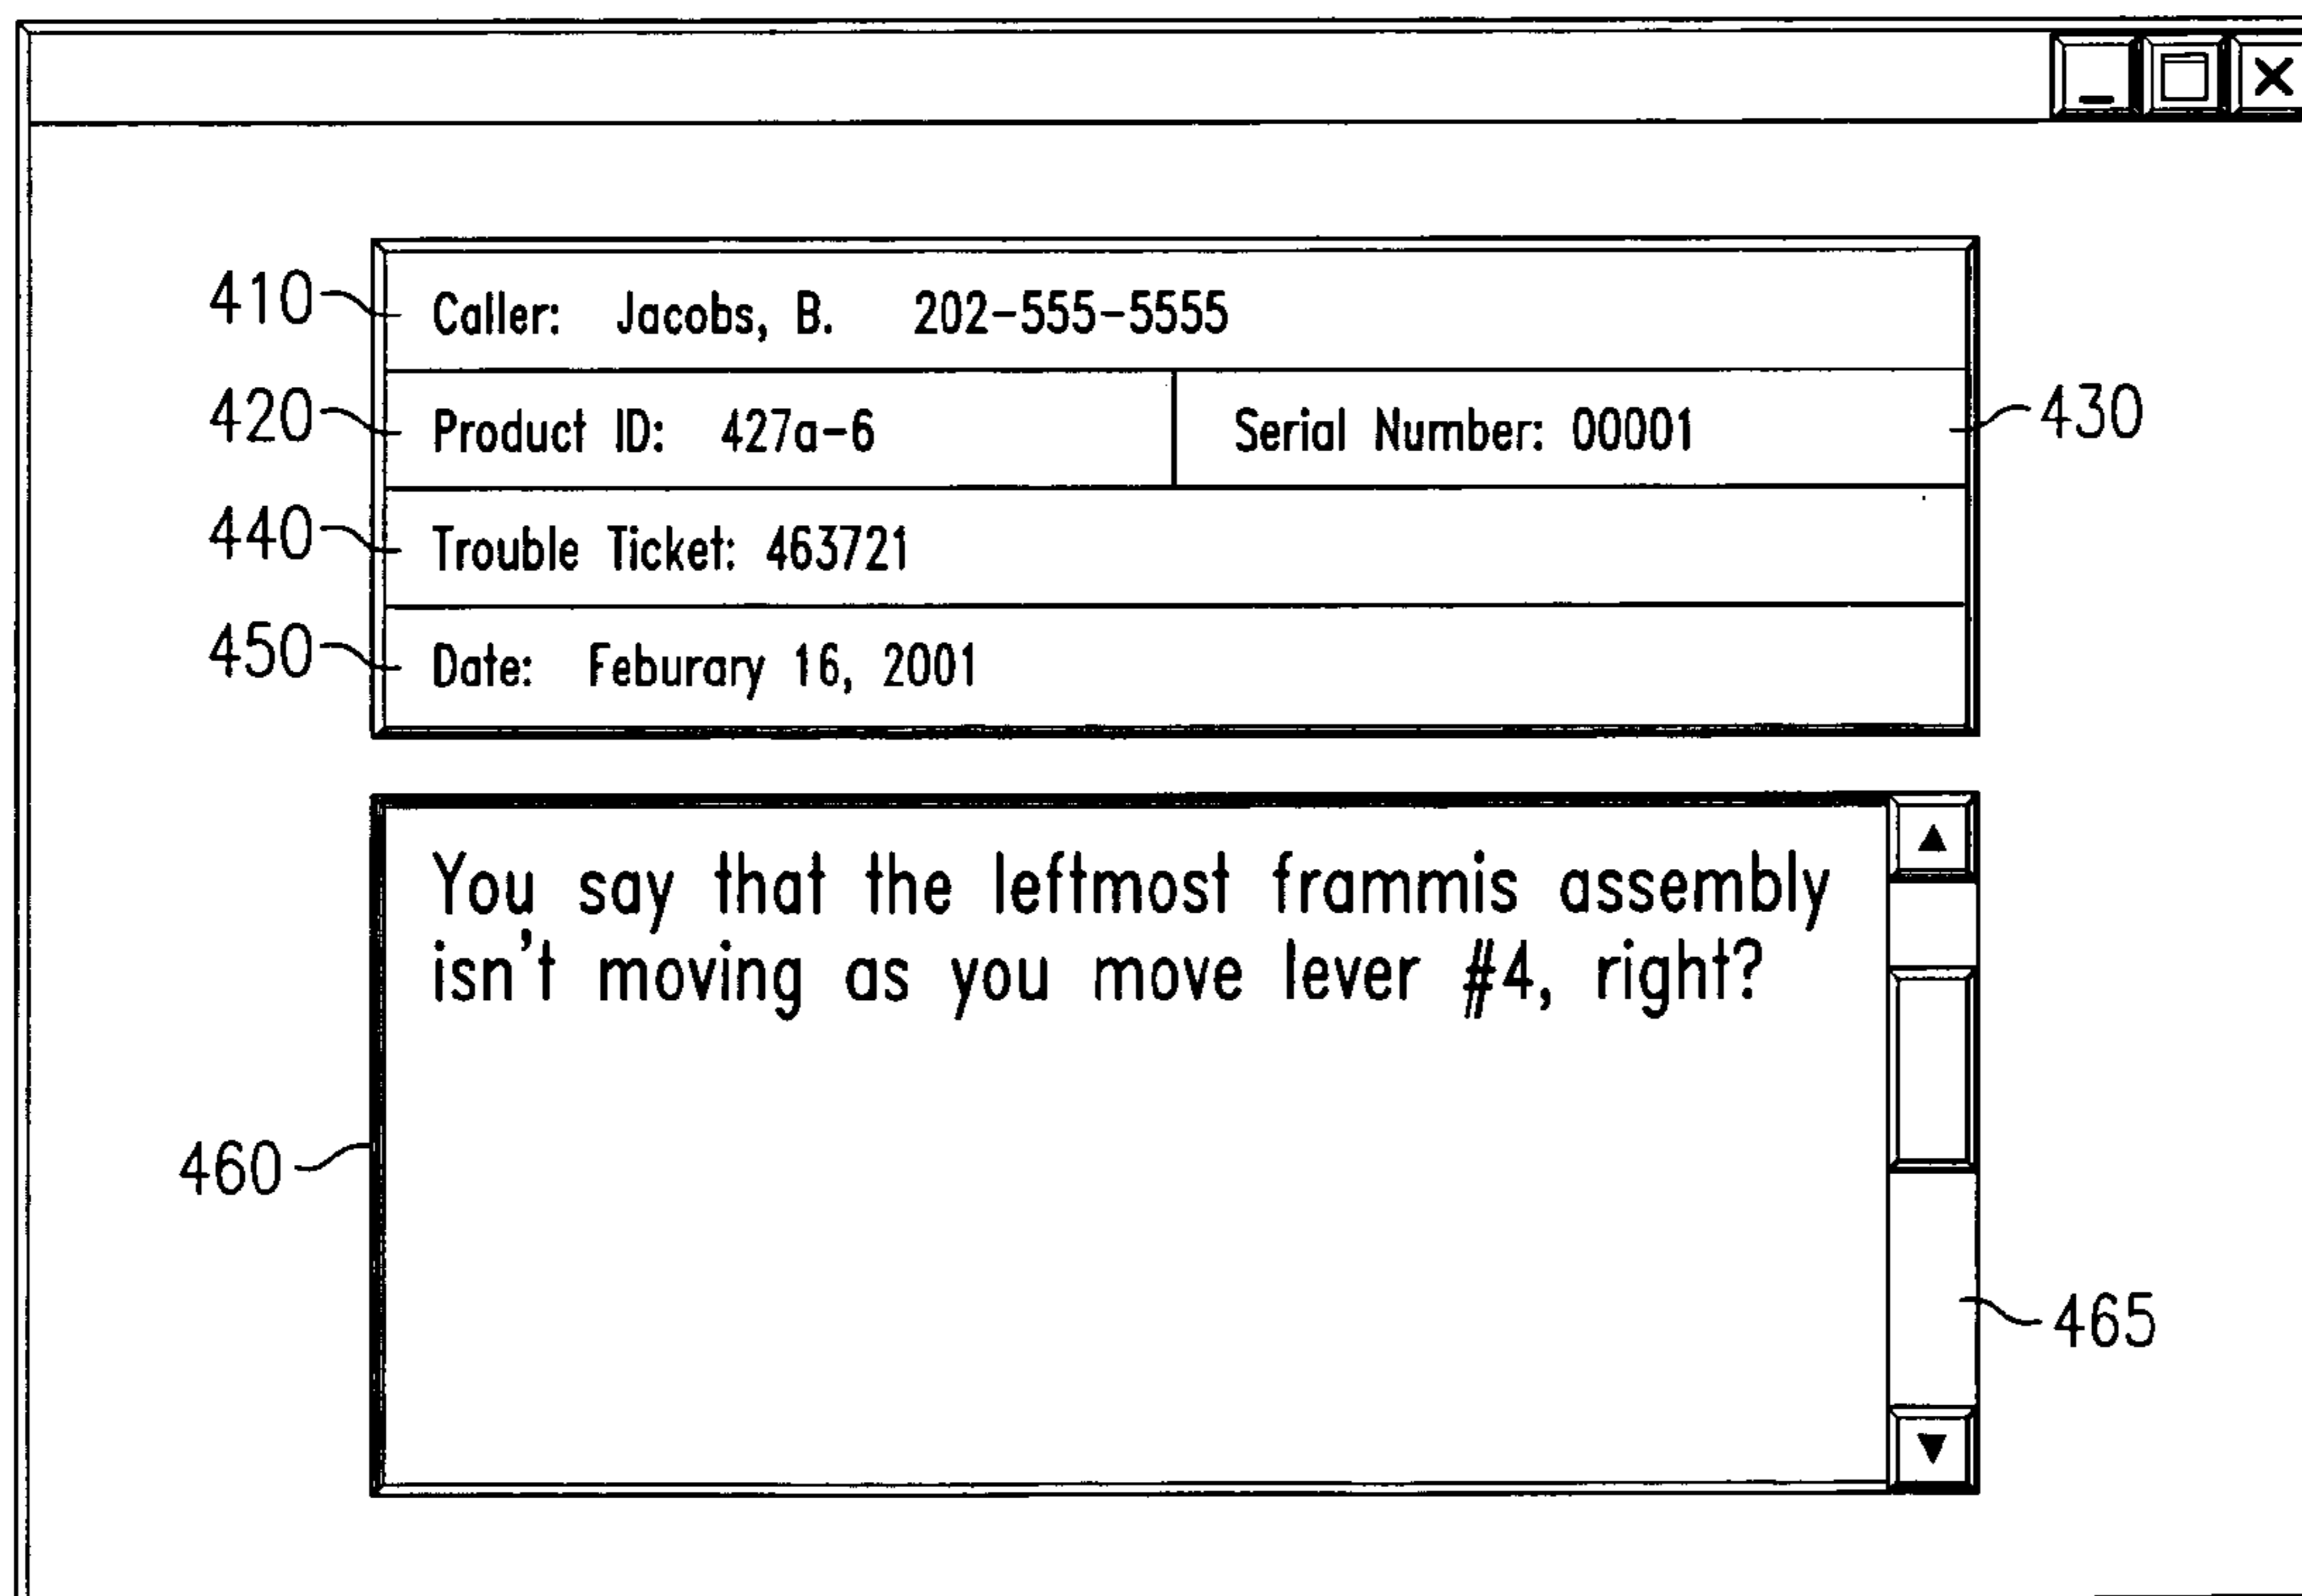 410 Caller: Jacobs, B. 202-555-5555
420 Product ID: 427a-6 Serial Number: 00001 430
440 Trouble Ticket: 463721
450 Date: Feburary 16, 2001
You say that the leftmost frammis assembly
isn't moving as you move lever #4, right?
460
465